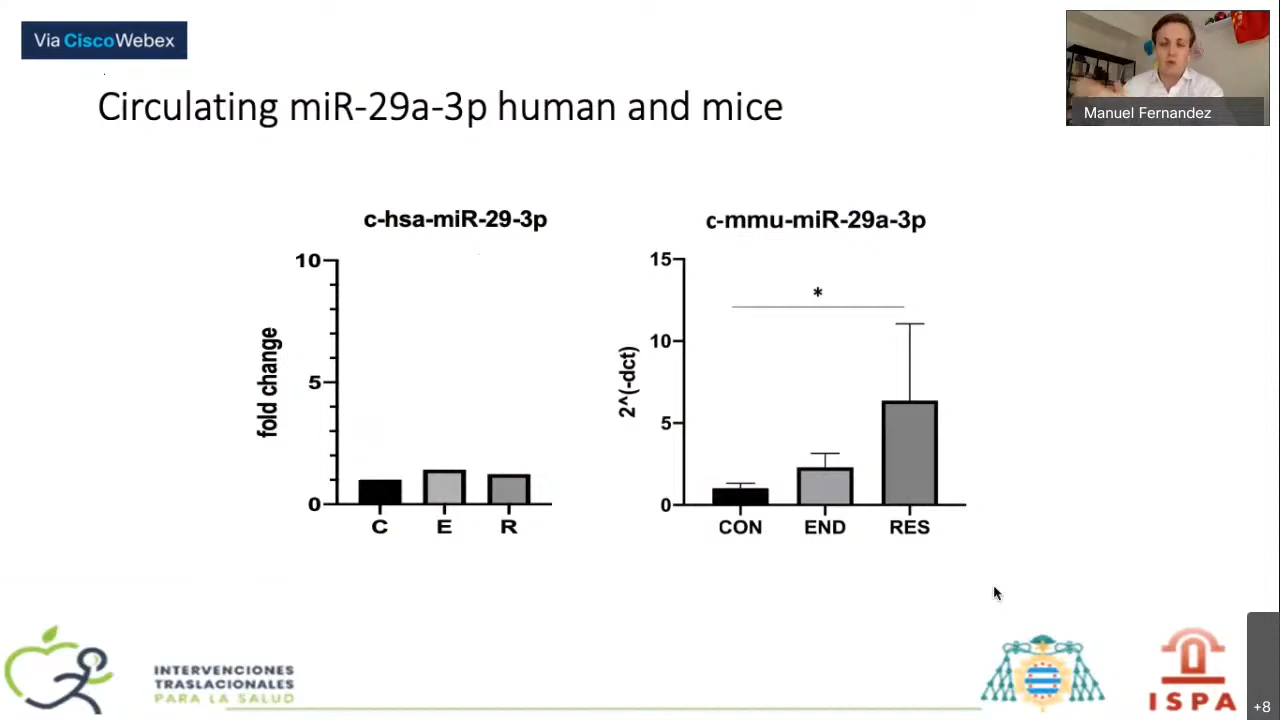 Via CiscoWebex
Manuel Fernandez
Circulating miR-29a-3p human and mice
c-hsa-miR-29-3p
10
5
0
fold change
C E R
c-mmu-miR-29a-3p
15
10
5
0
2^(-dct)
*
CON END RES
INTERVENCIONES
TRASLACIONALES
PARA LA SALUD
ISPA
+8